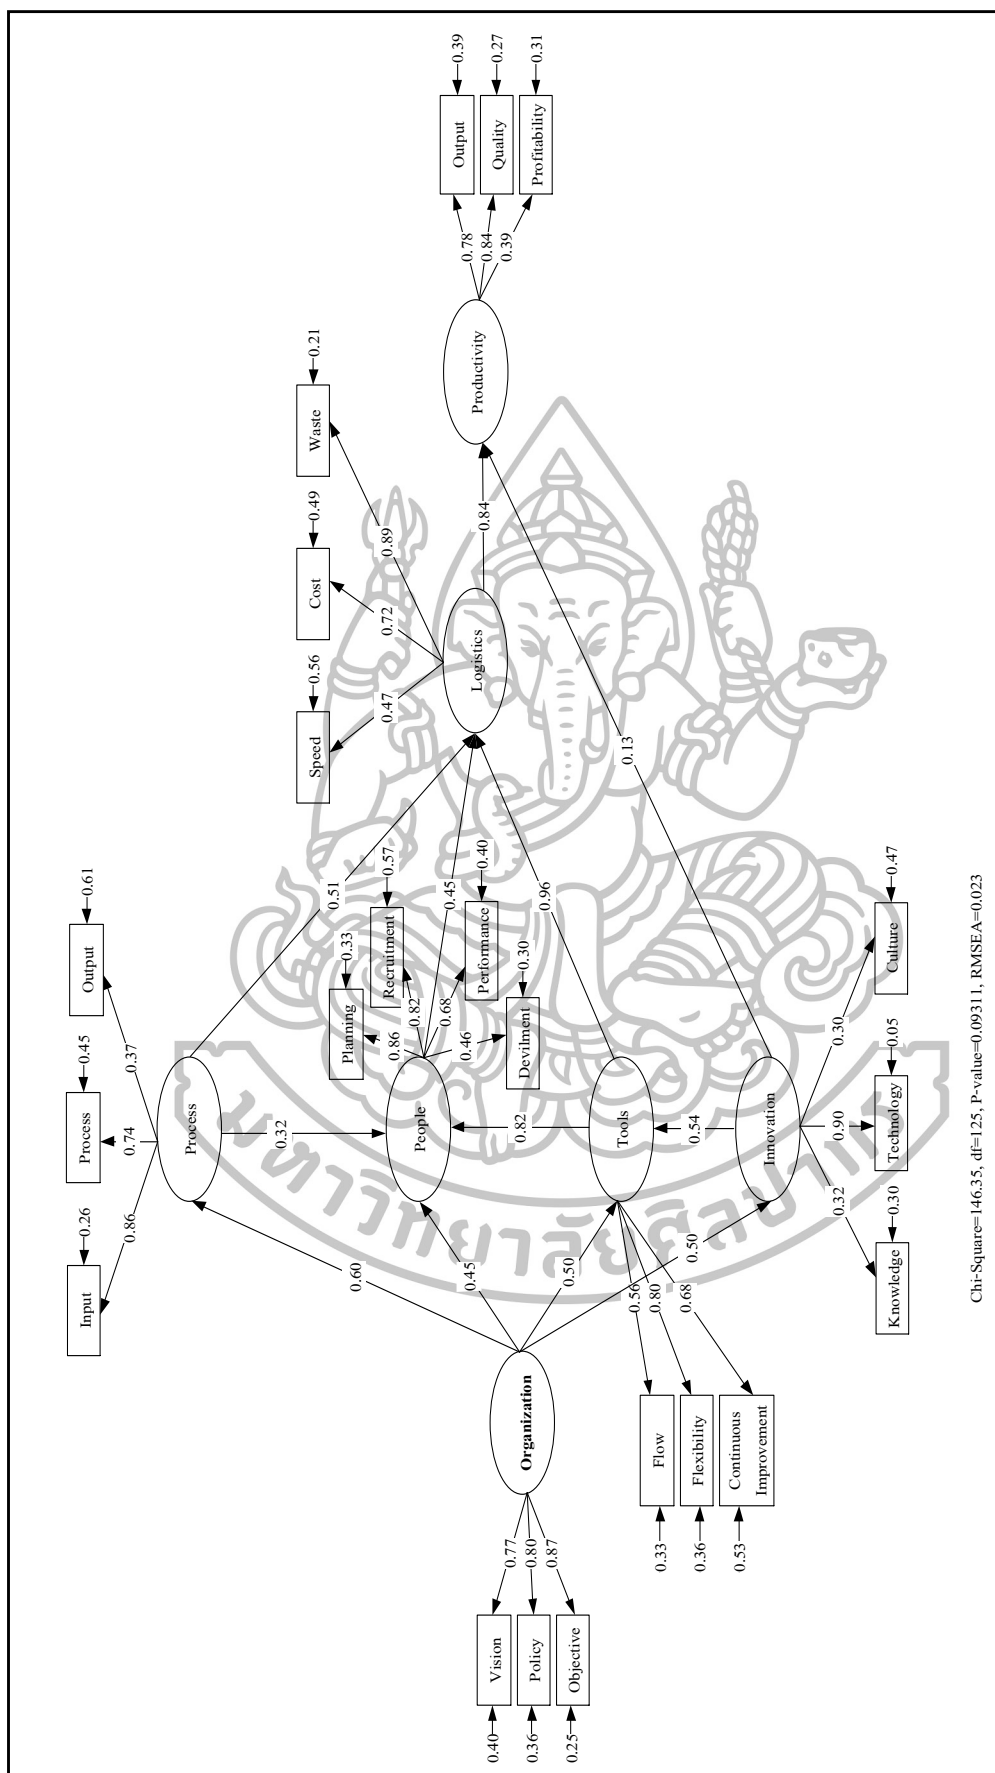 0.26
Input
0.86
0.45
Process
0.74
0.61
Output
0.37
Process
0.60
0.32
0.51
0.33
Planning
0.86
0.57
Recruitment
0.82
0.40
Performance
0.68
0.30
Devilment
0.46
People
0.45
0.45
0.82
0.56
Speed
0.47
0.49
Cost
0.72
0.21
Waste
0.89
Logistics
0.84
Productivity
0.78
0.84
0.39
Output
0.39
Quality
0.27
Profitability
0.31
0.40
Vision
0.77
0.36
Policy
0.80
0.25
Objective
0.87
Organization
0.50
0.50
Tools
0.96
0.54
0.56
0.80
0.68
0.33
Flow
0.36
Flexibility
0.53
Continuous
Improvement
Innovation
0.13
0.32
0.90
0.30
0.30
Knowledge
0.05
Technology
0.47
Culture
มหาวิทยาลัยศิลปากร
Chi-Square=146.35, df=125, P-value=0.09311, RMSEA=0.023